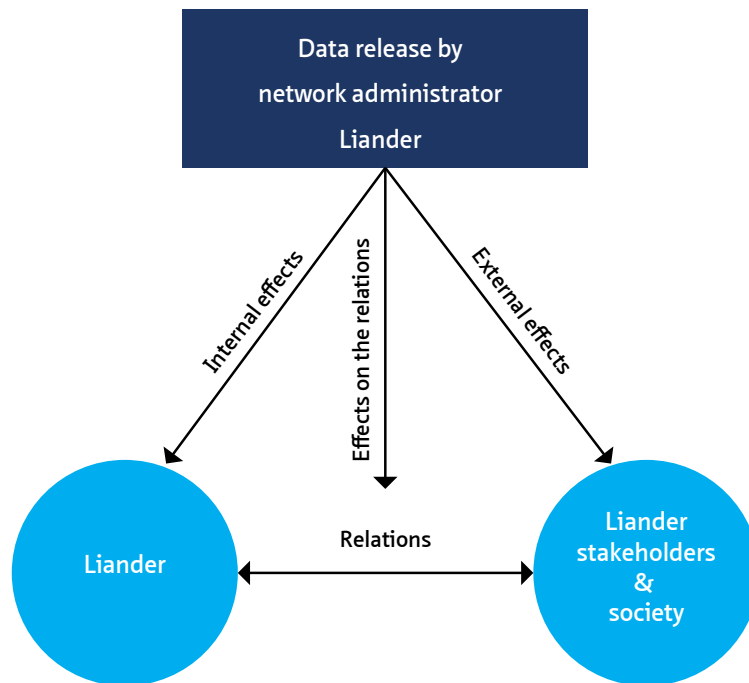 Data release by
network administrator
Liander
Internal effects
Effects on the relations
External effects
Relations
Liander
Liander
stakeholders
&
society